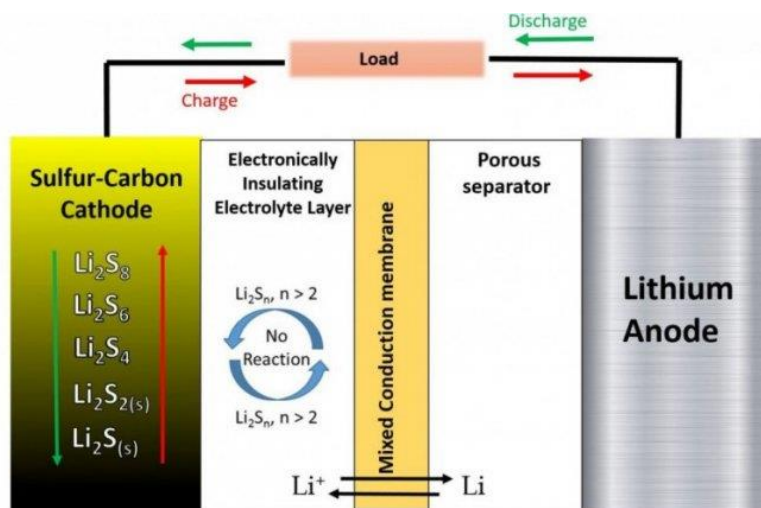 Discharge
Load
Charge
Sulfur-Carbon
Cathode
Li₂S₈
Li₂S₆
Li₂S₄
Li₂S₂(s)
Li₂S(s)
Electronically
Insulating
Electrolyte Layer
Li₂Sₙ, n > 2
No
Reaction
Li₂Sₙ, n > 2
Mixed Conduction membrane
Porous
separator
Li⁺
Li
Lithium
Anode